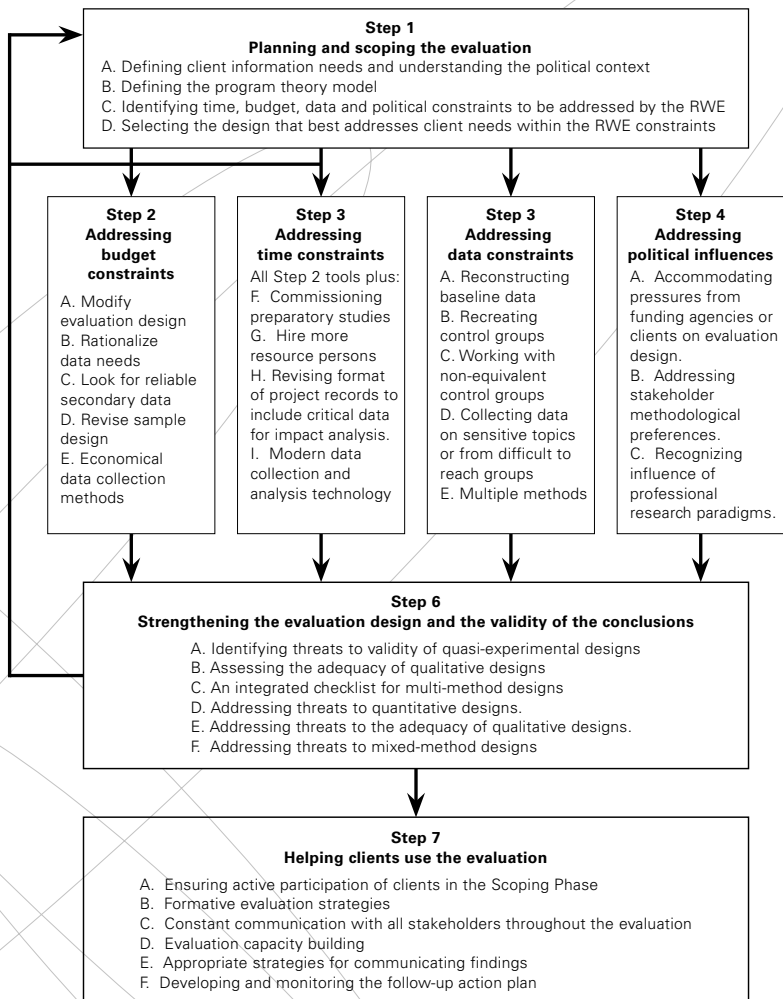 Step 1
Planning and scoping the evaluation
A. Defining client information needs and understanding the political context
B. Defining the program theory model
C. Identifying time, budget, data and political constraints to be addressed by the RWE
D. Selecting the design that best addresses client needs within the RWE constraints
Step 2
Addressing
budget
constraints
A. Modify
evaluation design
B. Rationalize
data needs
C. Look for reliable
secondary data
D. Revise sample
design
E. Economical
data collection
methods
Step 3
Addressing
time constraints
All Step 2 tools plus:
F. Commissioning
preparatory studies
G. Hire more
resource persons
H. Revising format
of project records to
include critical data
for impact analysis.
I. Modern data
collection and
analysis technology
Step 3
Addressing
data constraints
A. Reconstructing
baseline data
B. Recreating
control groups
C. Working with
non-equivalent
control groups
D. Collecting data
on sensitive topics
or from difficult to
reach groups
E. Multiple methods
Step 4
Addressing
political influences
A. Accommodating
pressures from
funding agencies or
clients on evaluation
design.
B. Addressing
stakeholder
methodological
preferences.
C. Recognizing
influence of
professional
research paradigms.
Step 6
Strengthening the evaluation design and the validity of the conclusions
A. Identifying threats to validity of quasi-experimental designs
B. Assessing the adequacy of qualitative designs
C. An integrated checklist for multi-method designs
D. Addressing threats to quantitative designs.
E. Addressing threats to the adequacy of qualitative designs.
F. Addressing threats to mixed-method designs
Step 7
Helping clients use the evaluation
A. Ensuring active participation of clients in the Scoping Phase
B. Formative evaluation strategies
C. Constant communication with all stakeholders throughout the evaluation
D. Evaluation capacity building
E. Appropriate strategies for communicating findings
F. Developing and monitoring the follow-up action plan